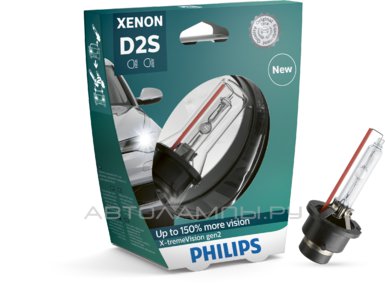 XENON
D2S
New
АВТОЛАМПЫ.РУ
Up to 150% more vision
X-tremeVision gen2
PHILIPS